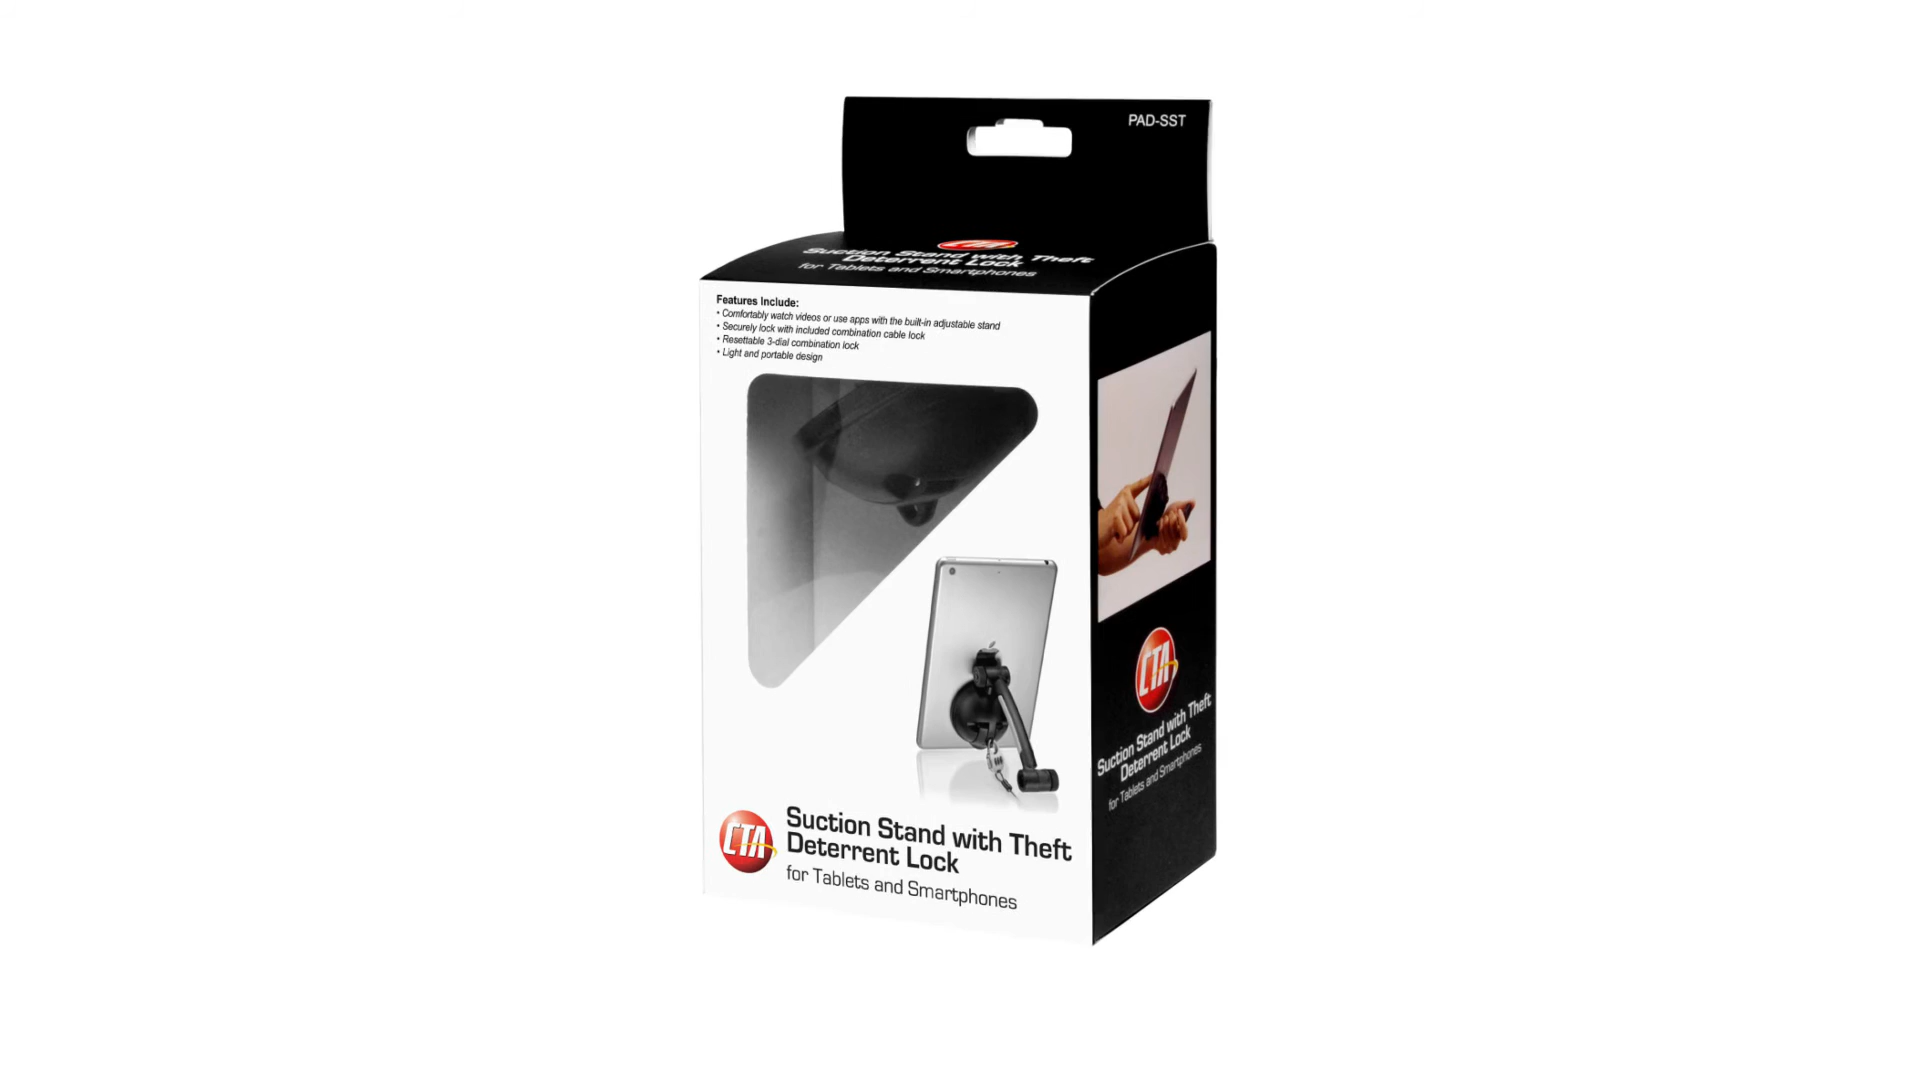 PAD-SST
CTA
Suction Stand with Theft
Deterrent Lock
for Tablets and Smartphones
Features Include:
• Comfortably watch videos or use apps with the built-in adjustable stand
• Securely lock with included combination cable lock
• Resettable 3-dial combination lock
• Light and portable design
CTA
Suction Stand with Theft
Deterrent Lock
for Tablets and Smartphones
CTA
Suction Stand with Theft
Deterrent Lock
for Tablets and Smartphones